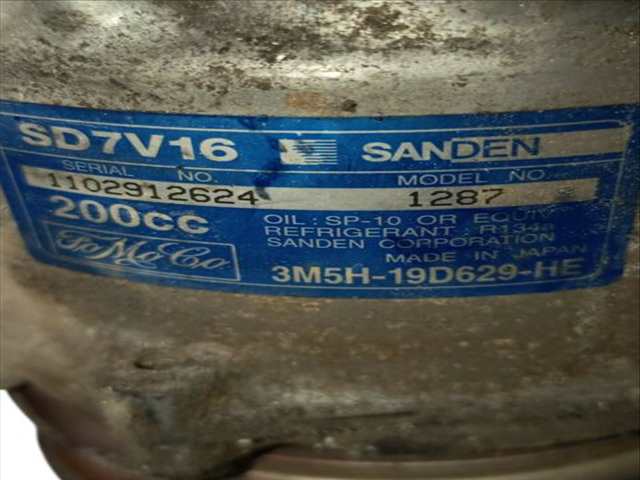 SD7V16 SANDEN
SERIAL NO. MODEL NO.
1102912624 1287
200cc OIL: SP-10 OR EQUIV
REFRIGERANT: R134a
SANDEN CORPORATION
FoMoCo MADE IN JAPAN
3M5H-19D629-HE